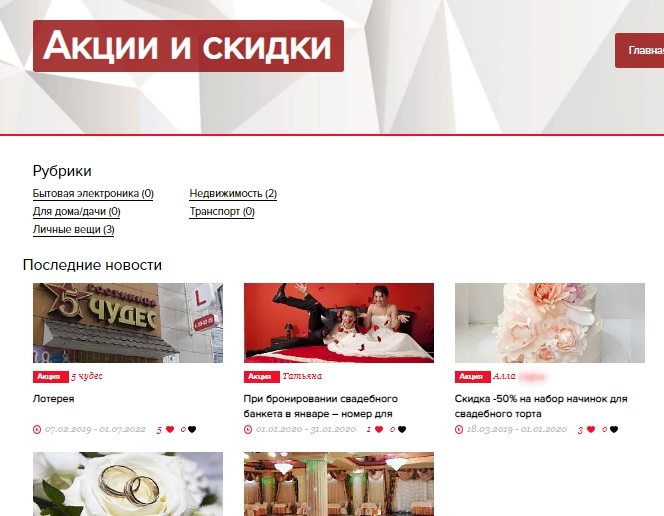 Акции и скидки
Рубрики
Бытовая электроника (0)
Недвижимость (2)
Для дома/дачи (0)
Транспорт (0)
Личные вещи (3)
Последние новости
5 ЧУДЕС
L
Акция 5 чудес
Акция Татьяна
Акция Алла
Лотерея
При бронировании свадебного
банкета в январе – номер для
Скидка -50% на набор начинок для
свадебного торта
07.02.2019 - 01.07.2022 5 0
01.01.2020 - 31.01.2020 1 0
18.03.2019 - 01.01.2020 3 0